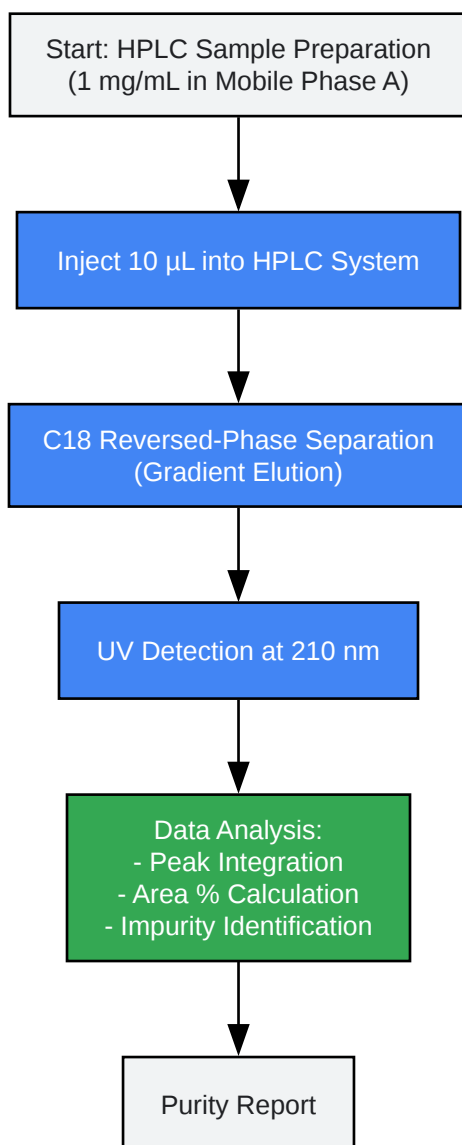 Start: HPLC Sample Preparation
(1 mg/mL in Mobile Phase A)
Inject 10 µL into HPLC System
C18 Reversed-Phase Separation
(Gradient Elution)
UV Detection at 210 nm
Data Analysis:
- Peak Integration
- Area % Calculation
- Impurity Identification
Purity Report